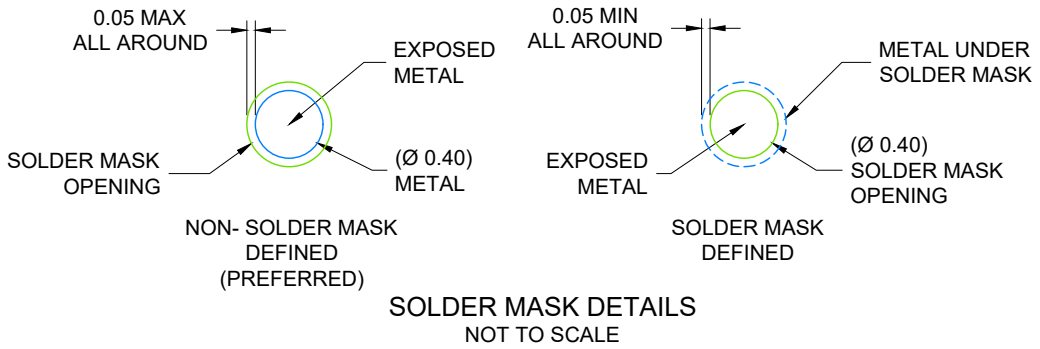 0.05 MAX
ALL AROUND
EXPOSED
METAL
SOLDER MASK
OPENING
(Ø 0.40)
METAL
NON- SOLDER MASK
DEFINED
(PREFERRED)
0.05 MIN
ALL AROUND
METAL UNDER
SOLDER MASK
EXPOSED
METAL
(Ø 0.40)
SOLDER MASK
OPENING
SOLDER MASK
DEFINED
SOLDER MASK DETAILS
NOT TO SCALE